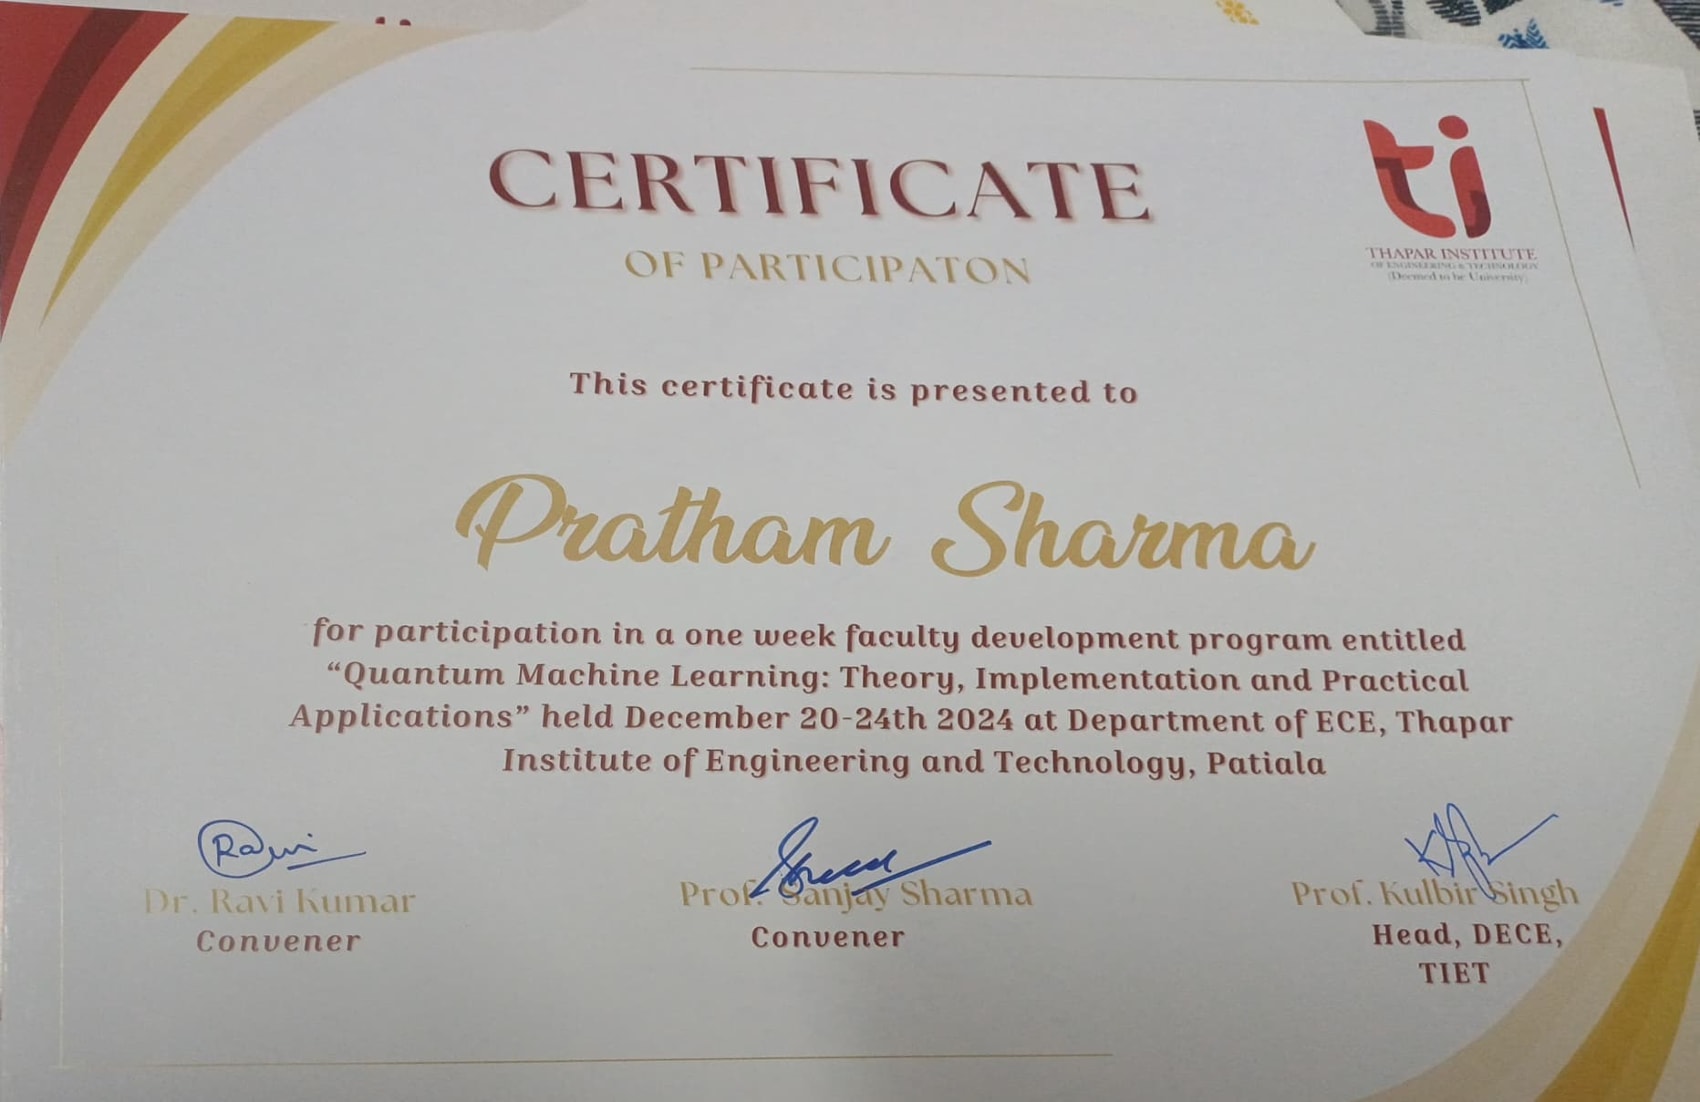 CERTIFICATE
OF PARTICIPATON
THAPAR INSTITUTE
OF ENGINEERING & TECHNOLOGY
(Deemed to be University)
This certificate is presented to
Pratham Sharma
for participation in a one week faculty development program entitled
“Quantum Machine Learning: Theory, Implementation and Practical
Applications” held December 20-24th 2024 at Department of ECE, Thapar
Institute of Engineering and Technology, Patiala
Ravi
Dr. Ravi Kumar
Convener
Prof. Sanjay Sharma
Convener
Prof. Kulbir Singh
Head, DECE,
TIET